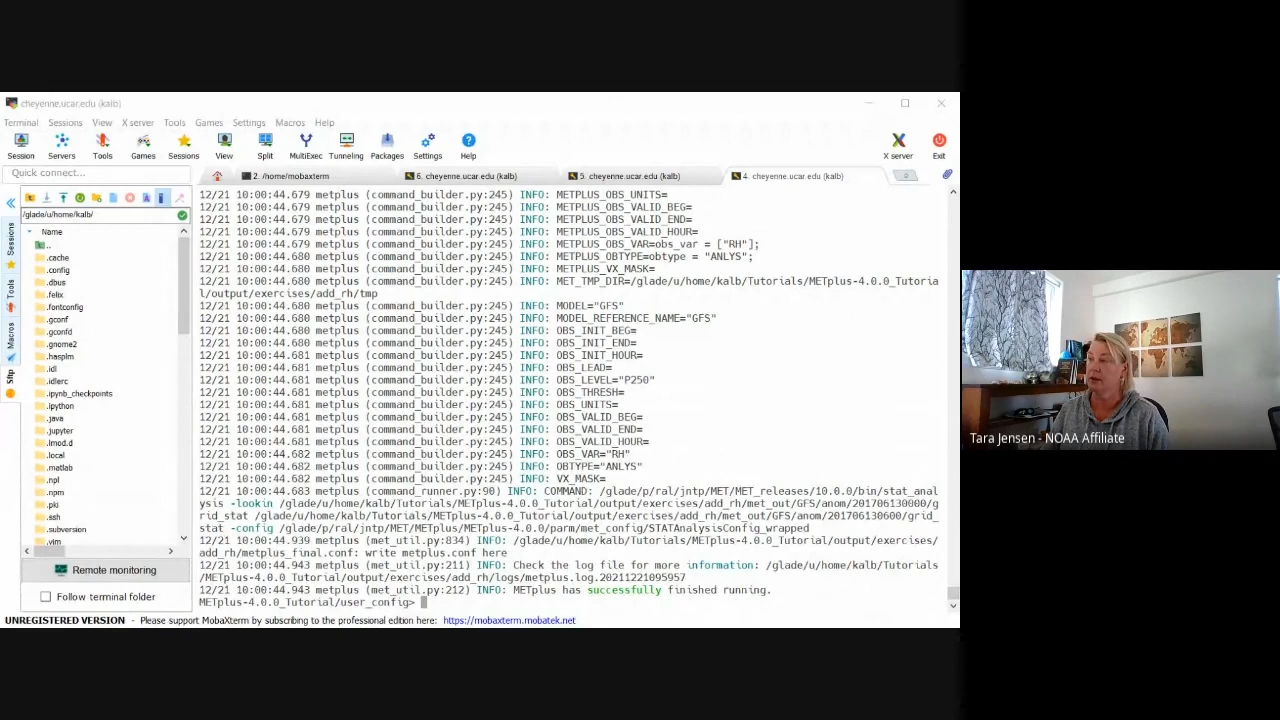 cheyenne.ucar.edu (kalb)
Terminal Sessions View X server Tools Games Settings Macros Help
Session Servers Tools Games Sessions View Split MultiExec Tunneling Packages Settings Help X server Exit
Quick connect...
2. /home/mobaxterm
6. cheyenne.ucar.edu (kalb)
5. cheyenne.ucar.edu (kalb)
4. cheyenne.ucar.edu (kalb)
/glade/u/home/kalb/
Name
..
.cache
.config
.dbus
.felix
.fontconfig
.gconf
.gconfd
.gnome2
.hasplm
.idl
.idlerc
.ipynb_checkpoints
.ipython
.java
.jupyter
.lmod.d
.local
.matlab
.npl
.npm
.pki
.ssh
.subversion
.vim
Sessions
Tools
Macros
Sftp
Remote monitoring
Follow terminal folder
12/21 10:00:44.679 metplus (command_builder.py:245) INFO: METPLUS_OBS_UNITS=
12/21 10:00:44.679 metplus (command_builder.py:245) INFO: METPLUS_OBS_VALID_BEG=
12/21 10:00:44.679 metplus (command_builder.py:245) INFO: METPLUS_OBS_VALID_END=
12/21 10:00:44.679 metplus (command_builder.py:245) INFO: METPLUS_OBS_VALID_HOUR=
12/21 10:00:44.679 metplus (command_builder.py:245) INFO: METPLUS_OBS_VAR=obs_var = ["RH"];
12/21 10:00:44.680 metplus (command_builder.py:245) INFO: METPLUS_OBTYPE=obtype = "ANLYS";
12/21 10:00:44.680 metplus (command_builder.py:245) INFO: METPLUS_VX_MASK=
12/21 10:00:44.680 metplus (command_builder.py:245) INFO: MET_TMP_DIR=/glade/u/home/kalb/Tutorials/METplus-4.0.0_Tutoria
l/output/exercises/add_rh/tmp
12/21 10:00:44.680 metplus (command_builder.py:245) INFO: MODEL="GFS"
12/21 10:00:44.680 metplus (command_builder.py:245) INFO: MODEL_REFERENCE_NAME="GFS"
12/21 10:00:44.680 metplus (command_builder.py:245) INFO: OBS_INIT_BEG=
12/21 10:00:44.680 metplus (command_builder.py:245) INFO: OBS_INIT_END=
12/21 10:00:44.681 metplus (command_builder.py:245) INFO: OBS_INIT_HOUR=
12/21 10:00:44.681 metplus (command_builder.py:245) INFO: OBS_LEAD=
12/21 10:00:44.681 metplus (command_builder.py:245) INFO: OBS_LEVEL="P250"
12/21 10:00:44.681 metplus (command_builder.py:245) INFO: OBS_THRESH=
12/21 10:00:44.681 metplus (command_builder.py:245) INFO: OBS_UNITS=
12/21 10:00:44.681 metplus (command_builder.py:245) INFO: OBS_VALID_BEG=
12/21 10:00:44.681 metplus (command_builder.py:245) INFO: OBS_VALID_END=
12/21 10:00:44.681 metplus (command_builder.py:245) INFO: OBS_VALID_HOUR=
12/21 10:00:44.682 metplus (command_builder.py:245) INFO: OBS_VAR="RH"
12/21 10:00:44.682 metplus (command_builder.py:245) INFO: OBTYPE="ANLYS"
12/21 10:00:44.682 metplus (command_builder.py:245) INFO: VX_MASK=
12/21 10:00:44.683 metplus (command_runner.py:90) INFO: COMMAND: /glade/p/ral/jntp/MET/MET_releases/10.0.0/bin/stat_anal
ysis -lookin /glade/u/home/kalb/Tutorials/METplus-4.0.0_Tutorial/output/exercises/add_rh/met_out/GFS/anom/201706130000/g
rid_stat /glade/u/home/kalb/Tutorials/METplus-4.0.0_Tutorial/output/exercises/add_rh/met_out/GFS/anom/201706130600/grid_
stat -config /glade/p/ral/jntp/MET/METplus/METplus-4.0.0/parm/met_config/STATAnalysisConfig_wrapped
12/21 10:00:44.939 metplus (met_util.py:834) INFO: /glade/u/home/kalb/Tutorials/METplus-4.0.0_Tutorial/output/exercises/
add_rh/metplus_final.conf: write metplus.conf here
12/21 10:00:44.943 metplus (met_util.py:211) INFO: Check the log file for more information: /glade/u/home/kalb/Tutorials
/METplus-4.0.0_Tutorial/output/exercises/add_rh/logs/metplus.log.20211221095957
12/21 10:00:44.943 metplus (met_util.py:212) INFO: METplus has successfully finished running.
METplus-4.0.0_Tutorial/user_config>
UNREGISTERED VERSION - Please support MobaXterm by subscribing to the professional edition here: https://mobaxterm.mobatek.net
Tara Jensen - NOAA Affiliate